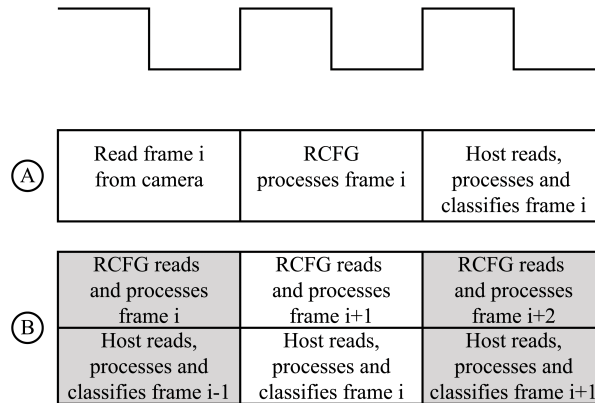 A
Read frame i
from camera
RCFG
processes frame i
Host reads,
processes and
classifies frame i
B
RCFG reads
and processes
frame i
RCFG reads
and processes
frame i+1
RCFG reads
and processes
frame i+2
Host reads,
processes and
classifies frame i-1
Host reads,
processes and
classifies frame i
Host reads,
processes and
classifies frame i+1